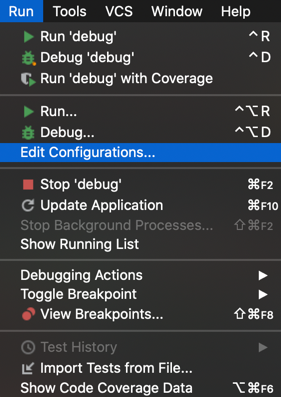 Run Tools VCS Window Help
Run 'debug' ^ R
Debug 'debug' ^ D
Run 'debug' with Coverage
Run... ^⌥R
Debug... ^⌥D
Edit Configurations...
Stop 'debug' ⌘F2
Update Application ⌘F10
Stop Background Processes... ⇧⌘F2
Show Running List
Debugging Actions ▶
Toggle Breakpoint ▶
View Breakpoints... ⇧⌘F8
Test History ▶
Import Tests from File...
Show Code Coverage Data ⌥⌘F6